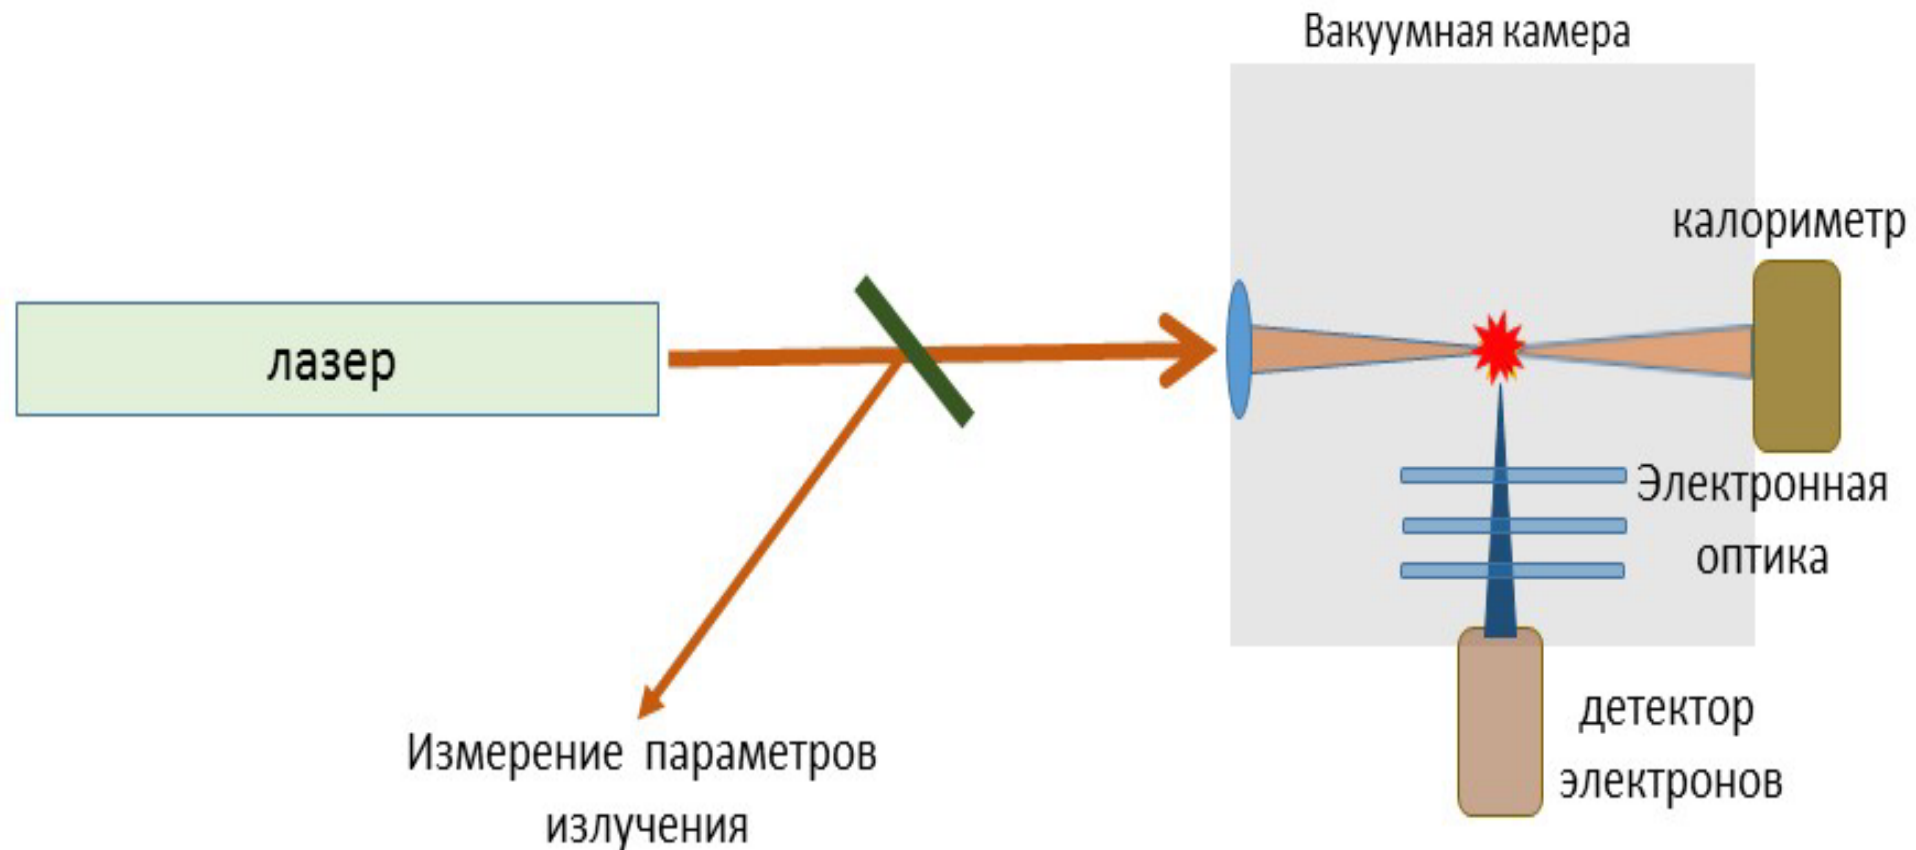 Вакуумная камера
калориметр
лазер
Электронная
оптика
детектор
электронов
Измерение параметров
излучения